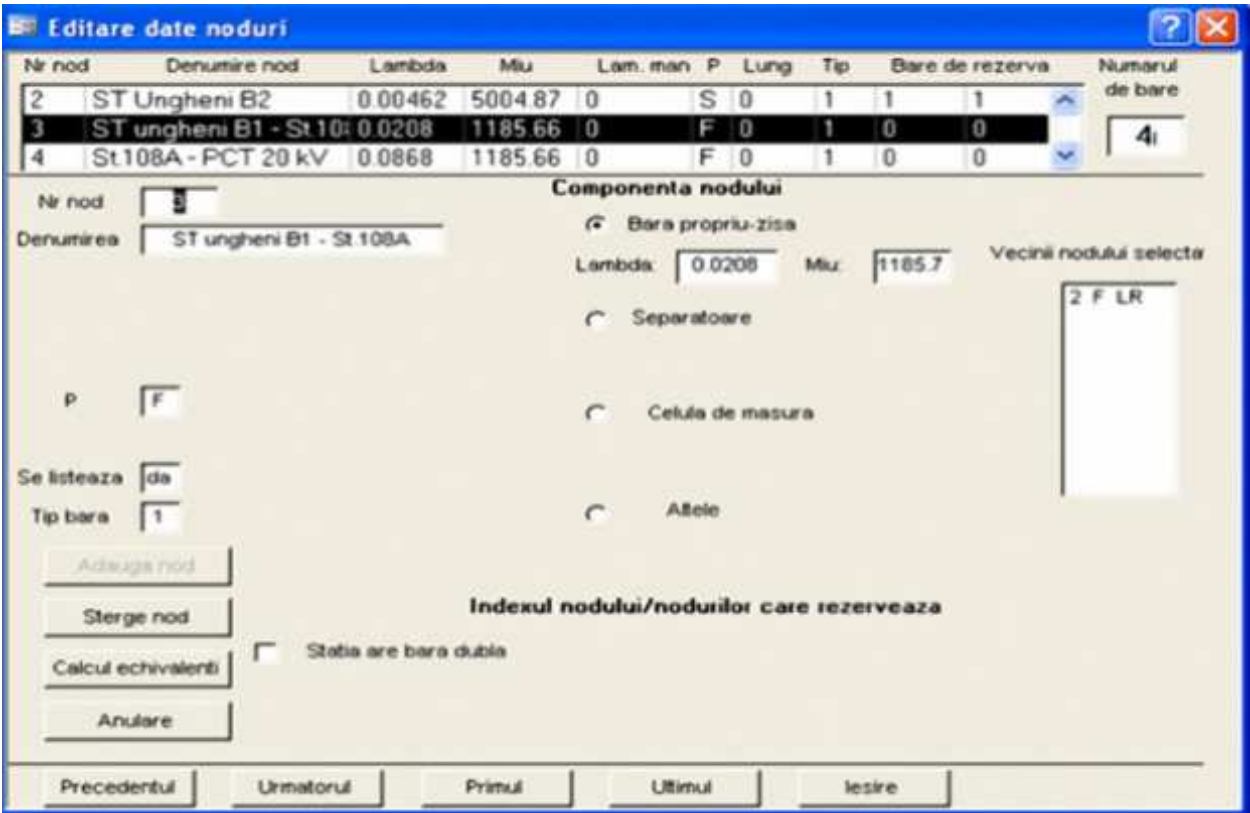 Editare date noduri
Nr nod Denumire nod Lambda Miu Lam. man P Lung Tip Bare de rezerva Numarul de bare
2 ST Ungheni B2 0.00462 5004.87 0 S 0 1 1 1
3 ST ungheni B1 - St.10 0.0208 1185.66 0 F 0 1 0 0 4
4 St.108A - PCT 20 kV 0.0868 1185.66 0 F 0 1 0 0
Componenta nodului
Nr nod 3
Bara propriu-zisa
Denumirea ST ungheni B1 - St.108A
Lambda: 0.0208 Miu: 1185.7 Vecinii nodului selecta
2 F LR
Separatoare
P F
Celula de masura
Se listeaza da
Tip bara 1
Altele
Adauga nod
Sterge nod
Indexul nodului/nodurilor care rezerveaza
Statia are bara dubla
Calcul echivalenti
Anulare
Precedentul Urmatorul Primul Ultimul Iesire